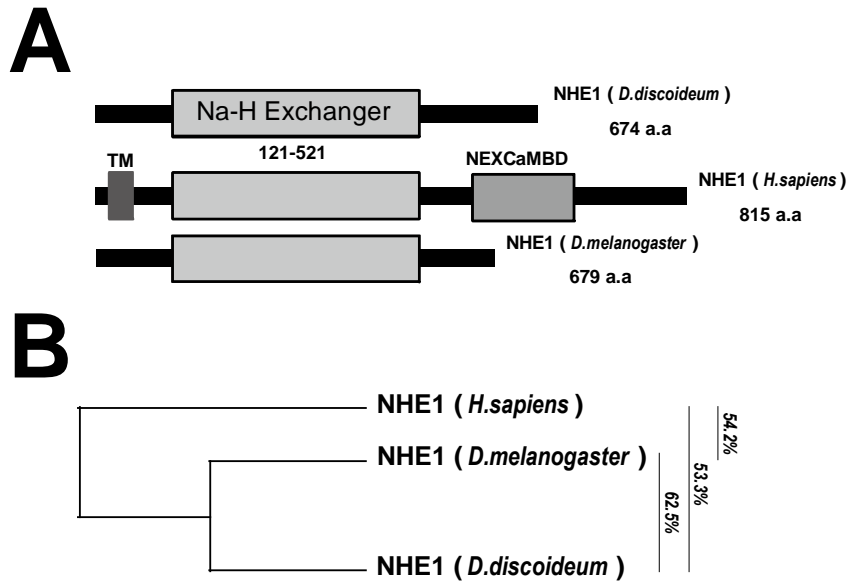 A
Na-H Exchanger
NHE1 ( D.discoideum )
674 a.a
121-521
TM
NEXCaMBD
NHE1 ( H.sapiens )
815 a.a
NHE1 ( D.melanogaster )
679 a.a
B
NHE1 ( H.sapiens )
NHE1 ( D.melanogaster )
NHE1 ( D.discoideum )
62.5%
53.3%
54.2%